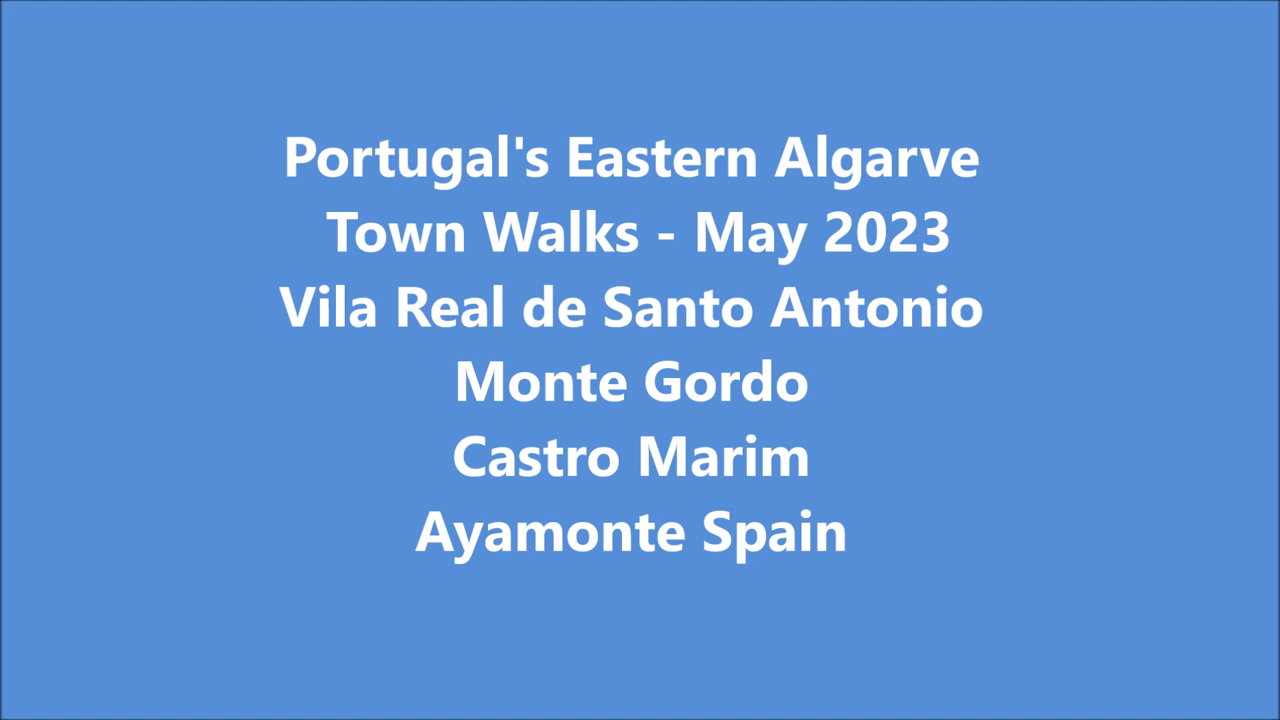 Portugal's Eastern Algarve
Town Walks - May 2023
Vila Real de Santo Antonio
Monte Gordo
Castro Marim
Ayamonte Spain